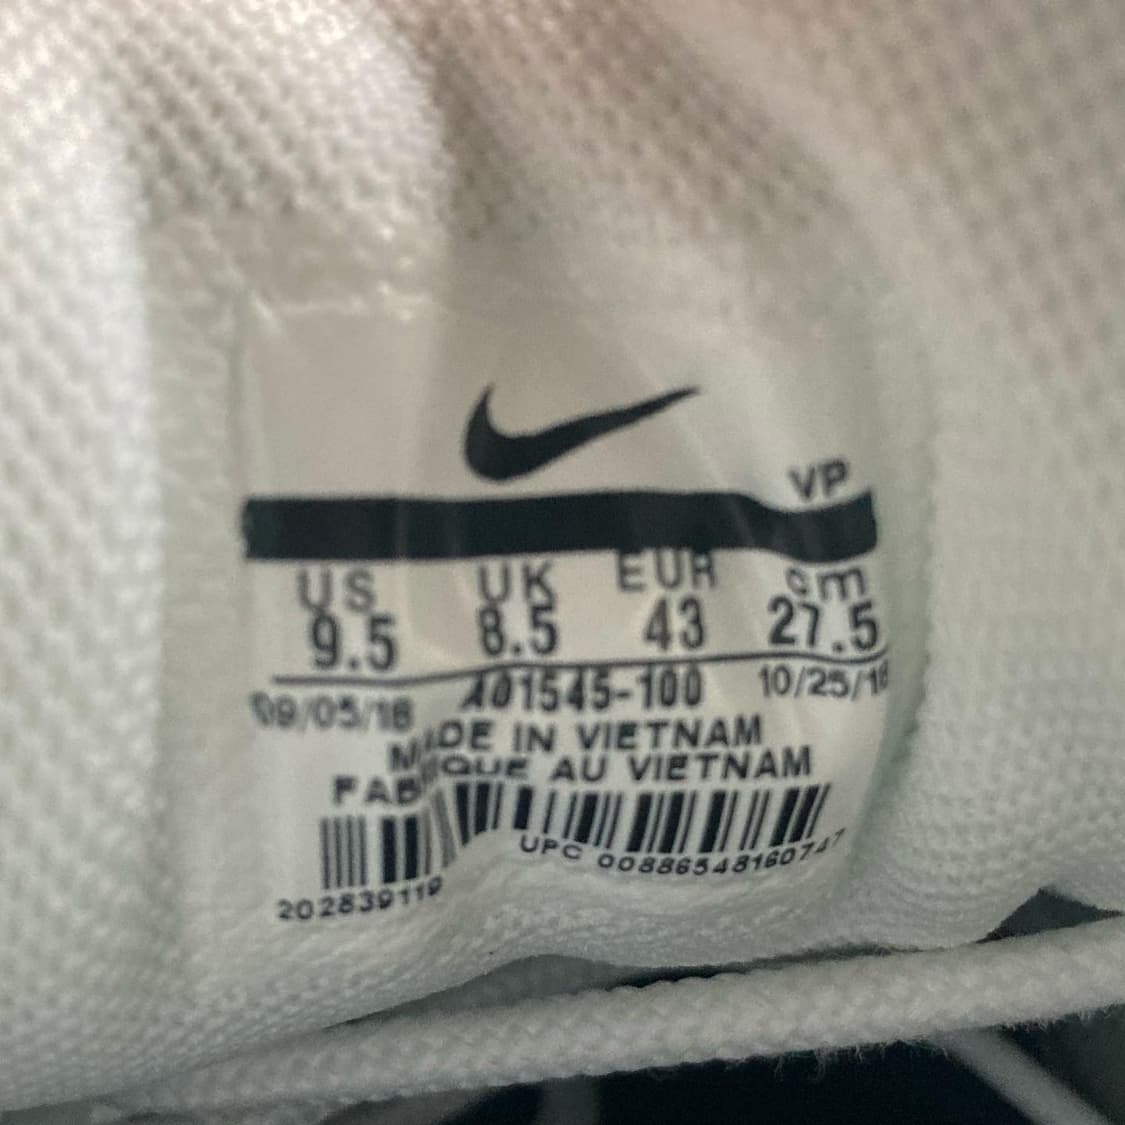 VP
US UK EUR cm
9.5 8.5 43 27.5
09/05/18 AO1545-100 10/25/18
MADE IN VIETNAM
FABRIQUE AU VIETNAM
202839119
UPC 00886548160747